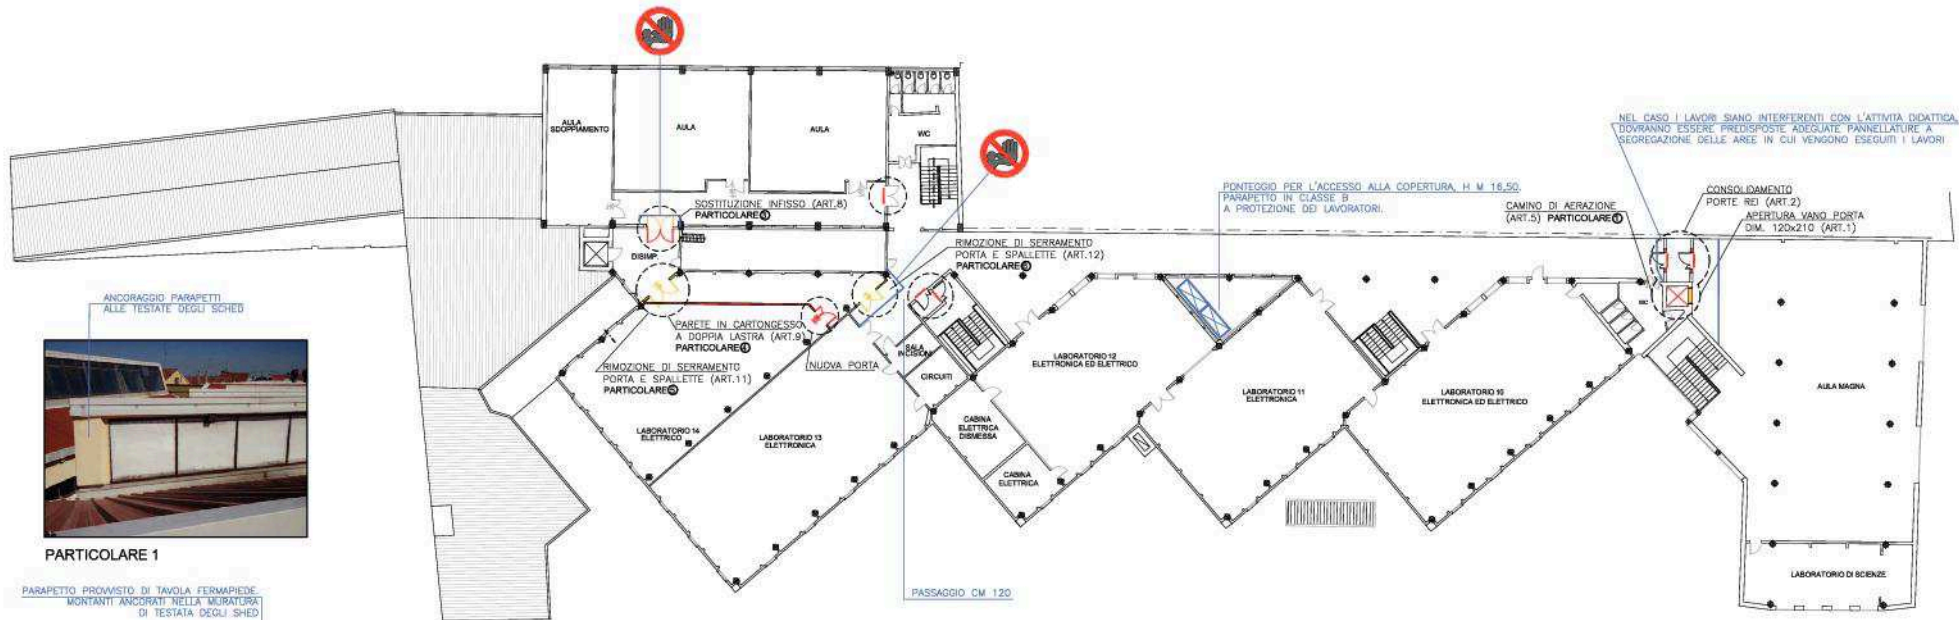 AULA
SDOPPIAMENTO
AULA
AULA
WC
NEL CASO I LAVORI SIANO INTERFERENTI CON L'ATTIVITÀ DIDATTICA,
DOVRANNO ESSERE PREDISPOSTE ADEGUATE PANNELLATURE A
SEGREGAZIONE DELLE AREE IN CUI VENGONO ESEGUITI I LAVORI
SOSTITUZIONE INFISSO (ART.8)
PARTICOLARE 3
PONTEGGIO PER L'ACCESSO ALLA COPERTURA, H M 16,50.
PARAPETTO IN CLASSE B
A PROTEZIONE DEI LAVORATORI.
CONSOLIDAMENTO
PORTE REI (ART.2)
CAMINO DI AERAZIONE
(ART.5) PARTICOLARE 1
APERTURA VANO PORTA
DIM. 120x210 (ART.1)
DISIMP.
RIMOZIONE DI SERRAMENTO
PORTA E SPALLETTE (ART.12)
PARTICOLARE
ANCORAGGIO PARAPETTI
ALLE TESTATE DEGLI SCHED
WC
PARETE IN CARTONGESSO
A DOPPIA LASTRA (ART.9)
PARTICOLARE 4
RIMOZIONE DI SERRAMENTO
PORTA E SPALLETTE (ART.11)
PARTICOLARE
NUOVA PORTA
SALA
INCISIONI
CIRCUITI
LABORATORIO 12
ELETTRONICA ED ELETTRICO
LABORATORIO 11
ELETTRONICA
LABORATORIO 10
ELETTRONICA ED ELETTRICO
AULA MAGNA
LABORATORIO 14
ELETTRICO
LABORATORIO 13
ELETTRONICA
CABINA
ELETTRICA
DISMESSA
CABINA
ELETTRICA
PARTICOLARE 1
LABORATORIO DI SCIENZE
PARAPETTO PROVVISTO DI TAVOLA FERMAPIEDE.
MONTANTI ANCORATI NELLA MURATURA
DI TESTATA DEGLI SHED
PASSAGGIO CM 120